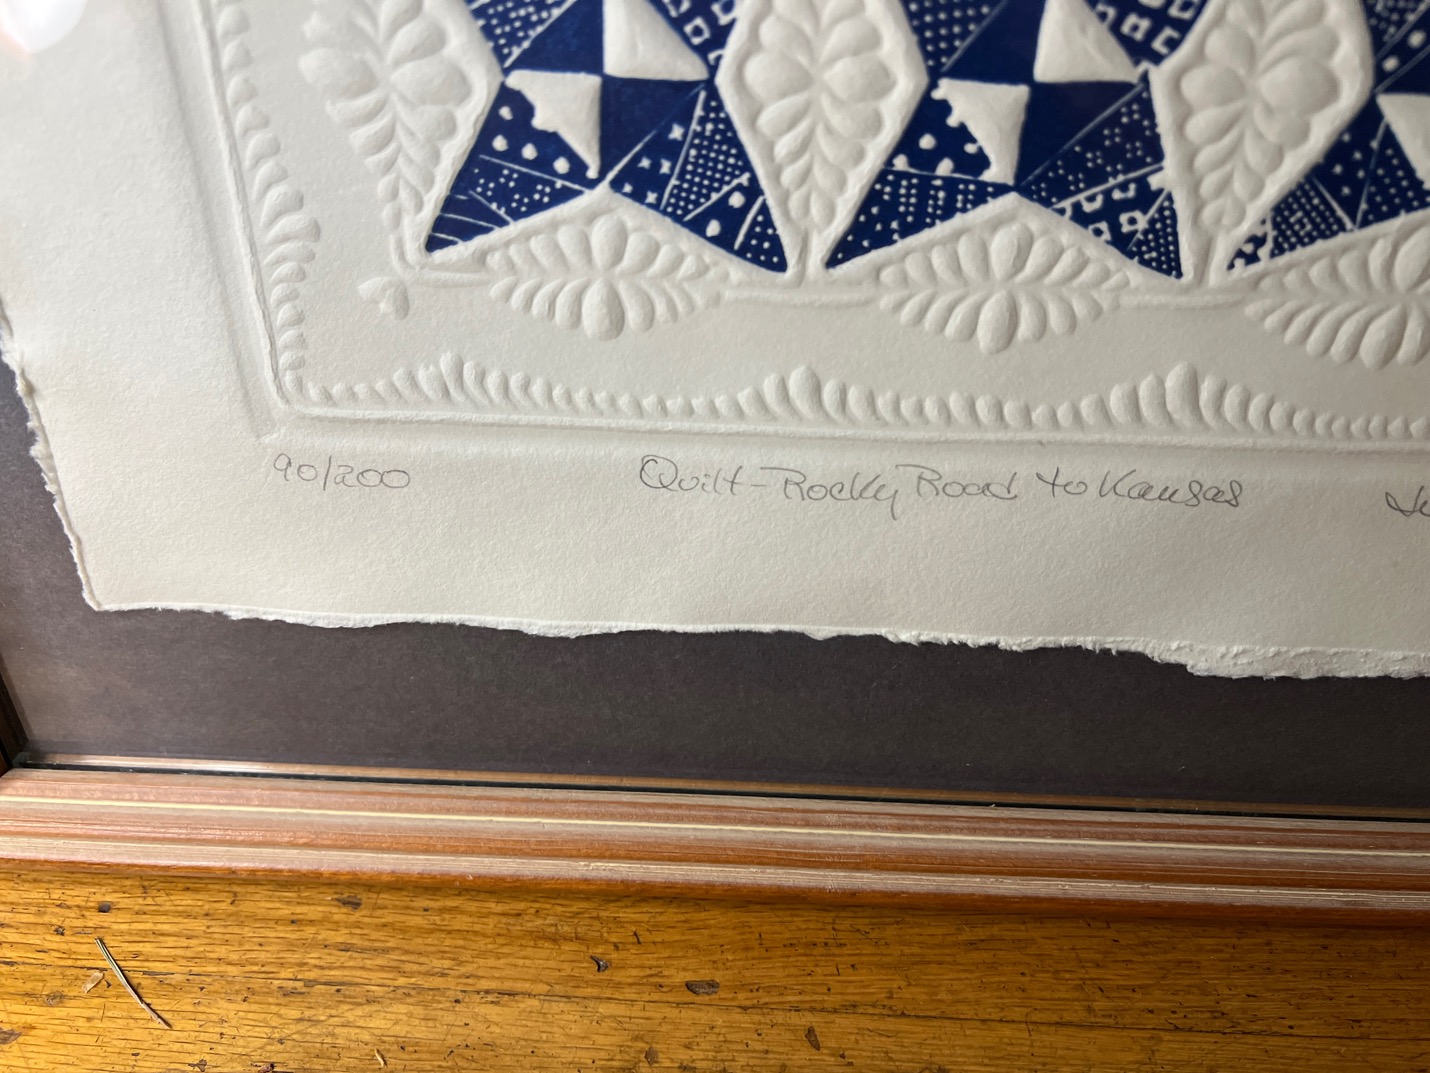 90/200 Quilt - Rocky Road to Kansas